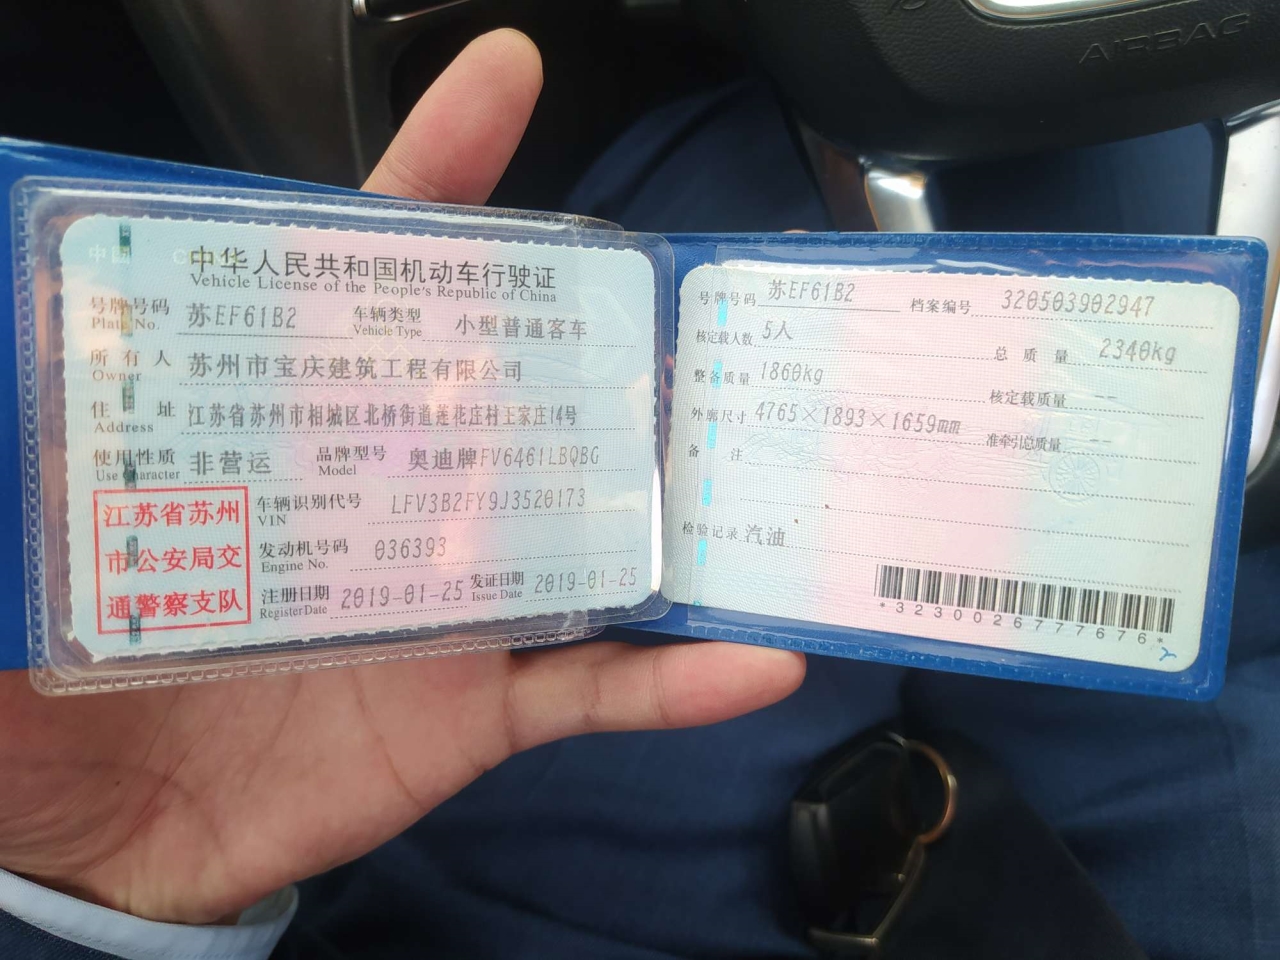 AIRBAG
中国 CHINA
中华人民共和国机动车行驶证
Vehicle License of the People's Republic of China
号牌号码 苏EF61B2 车辆类型 小型普通客车
Plate No. Vehicle Type
所有人 苏州市宝庆建筑工程有限公司
Owner
住址 江苏省苏州市相城区北桥街道莲花庄村王家庄14号
Address
使用性质 非营运 品牌型号 奥迪牌FV6461LBQBG
Use Character Model
江苏省苏州
市公安局交
通警察支队
车辆识别代号 LFV3B2FY9J3520173
VIN
发动机号码 036393
Engine No.
注册日期 2019-01-25 发证日期 2019-01-25
Register Date Issue Date
号牌号码 苏EF61B2 档案编号 320503902947
核定载人数 5人 总质量 2340kg
整备质量 1860kg 核定载质量 --
外廓尺寸 4765×1893×1659mm 准牵引总质量 --
备注
检验记录 汽油
*3230026777676*